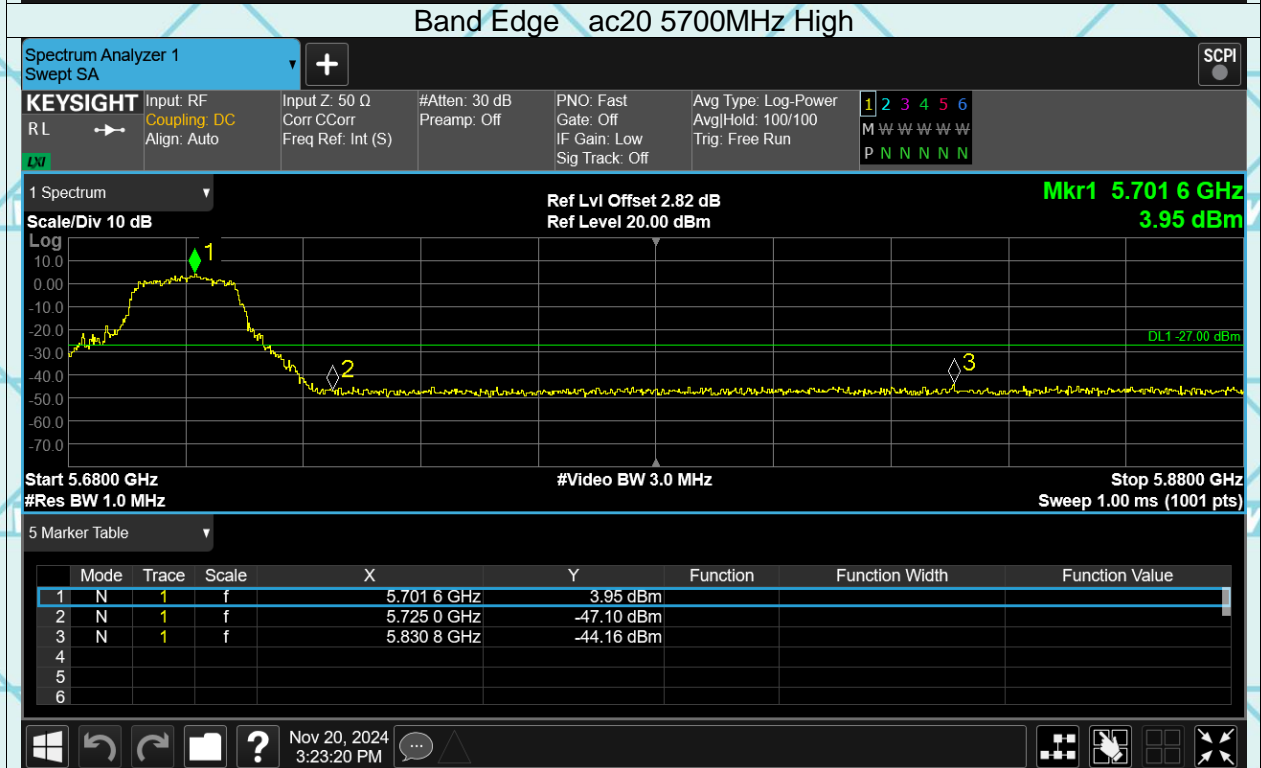 Band Edge ac20 5700MHz High
Spectrum Analyzer 1
Swept SA
+
SCPI
KEYSIGHT
RL
LXI
Input: RF
Coupling: DC
Align: Auto
Input Z: 50 Ω
Corr CCorr
Freq Ref: Int (S)
#Atten: 30 dB
Preamp: Off
PNO: Fast
Gate: Off
IF Gain: Low
Sig Track: Off
Avg Type: Log-Power
Avg|Hold: 100/100
Trig: Free Run
1 2 3 4 5 6
M W W W W W
P N N N N N
1 Spectrum
Ref Lvl Offset 2.82 dB
Mkr1 5.701 6 GHz
Scale/Div 10 dB
Ref Level 20.00 dBm
3.95 dBm
Log
10.0
0.00
-10.0
-20.0
-30.0
-40.0
-50.0
-60.0
-70.0
1
2
3
DL1 -27.00 dBm
Start 5.6800 GHz
#Video BW 3.0 MHz
Stop 5.8800 GHz
#Res BW 1.0 MHz
Sweep 1.00 ms (1001 pts)
5 Marker Table
Mode Trace Scale X Y Function Function Width Function Value
1 N 1 f 5.701 6 GHz 3.95 dBm
2 N 1 f 5.725 0 GHz -47.10 dBm
3 N 1 f 5.830 8 GHz -44.16 dBm
4
5
6
?
Nov 20, 2024
3:23:20 PM